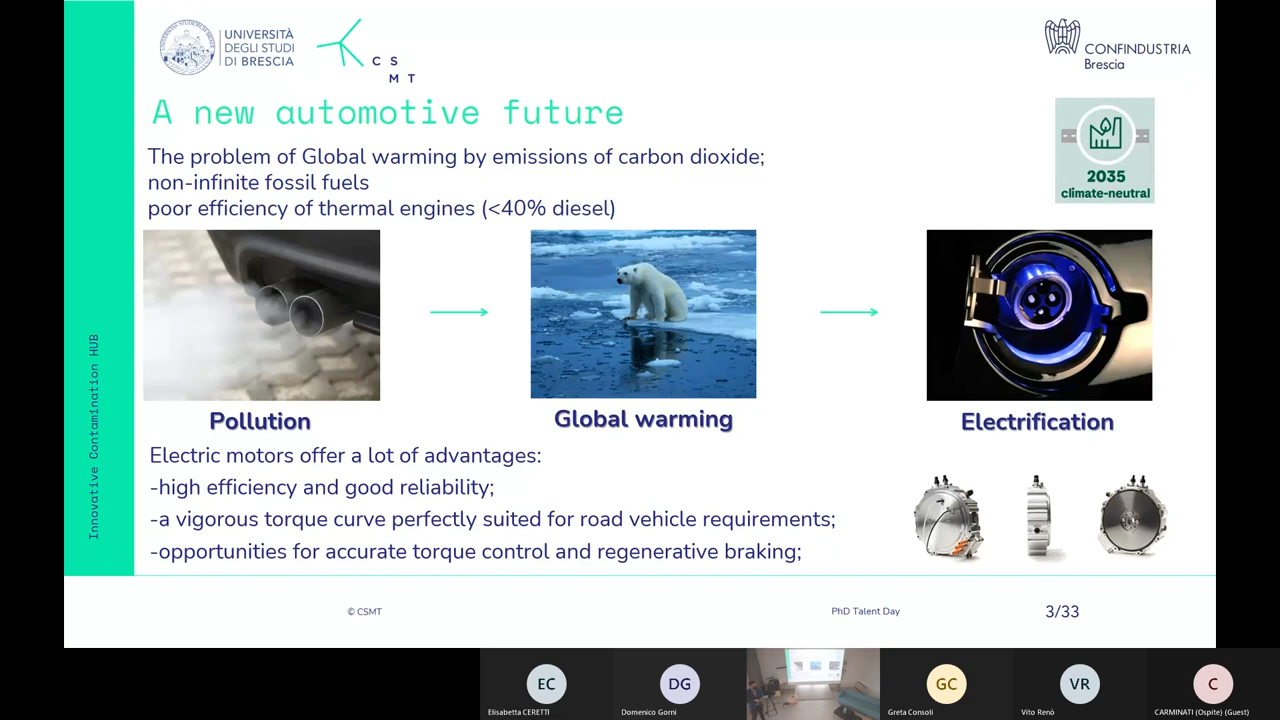 UNIVERSITÀ
DEGLI STUDI
DI BRESCIA
C S
M T
CONFINDUSTRIA
Brescia
A new automotive future
2035
climate-neutral
The problem of Global warming by emissions of carbon dioxide;
non-infinite fossil fuels
poor efficiency of thermal engines (<40% diesel)
Pollution
Global warming
Electrification
Electric motors offer a lot of advantages:
-high efficiency and good reliability;
-a vigorous torque curve perfectly suited for road vehicle requirements;
-opportunities for accurate torque control and regenerative braking;
Innovative Contamination HUB
© CSMT
PhD Talent Day
3/33
EC
DG
GC
VR
C
Elisabetta CERETTI
Domenico Gorni
Greta Consoli
Vito Renò
CARMINATI (Ospite) (Guest)